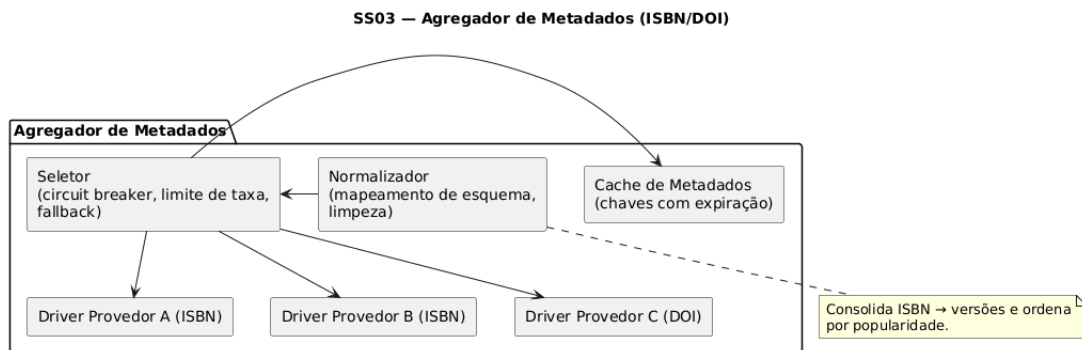 SS03 — Agregador de Metadados (ISBN/DOI)
Agregador de Metadados
Seletor
(circuit breaker, limite de taxa,
fallback)
Normalizador
(mapeamento de esquema,
limpeza)
Cache de Metadados
(chaves com expiração)
Driver Provedor A (ISBN)
Driver Provedor B (ISBN)
Driver Provedor C (DOI)
Consolida ISBN → versões e ordena
por popularidade.